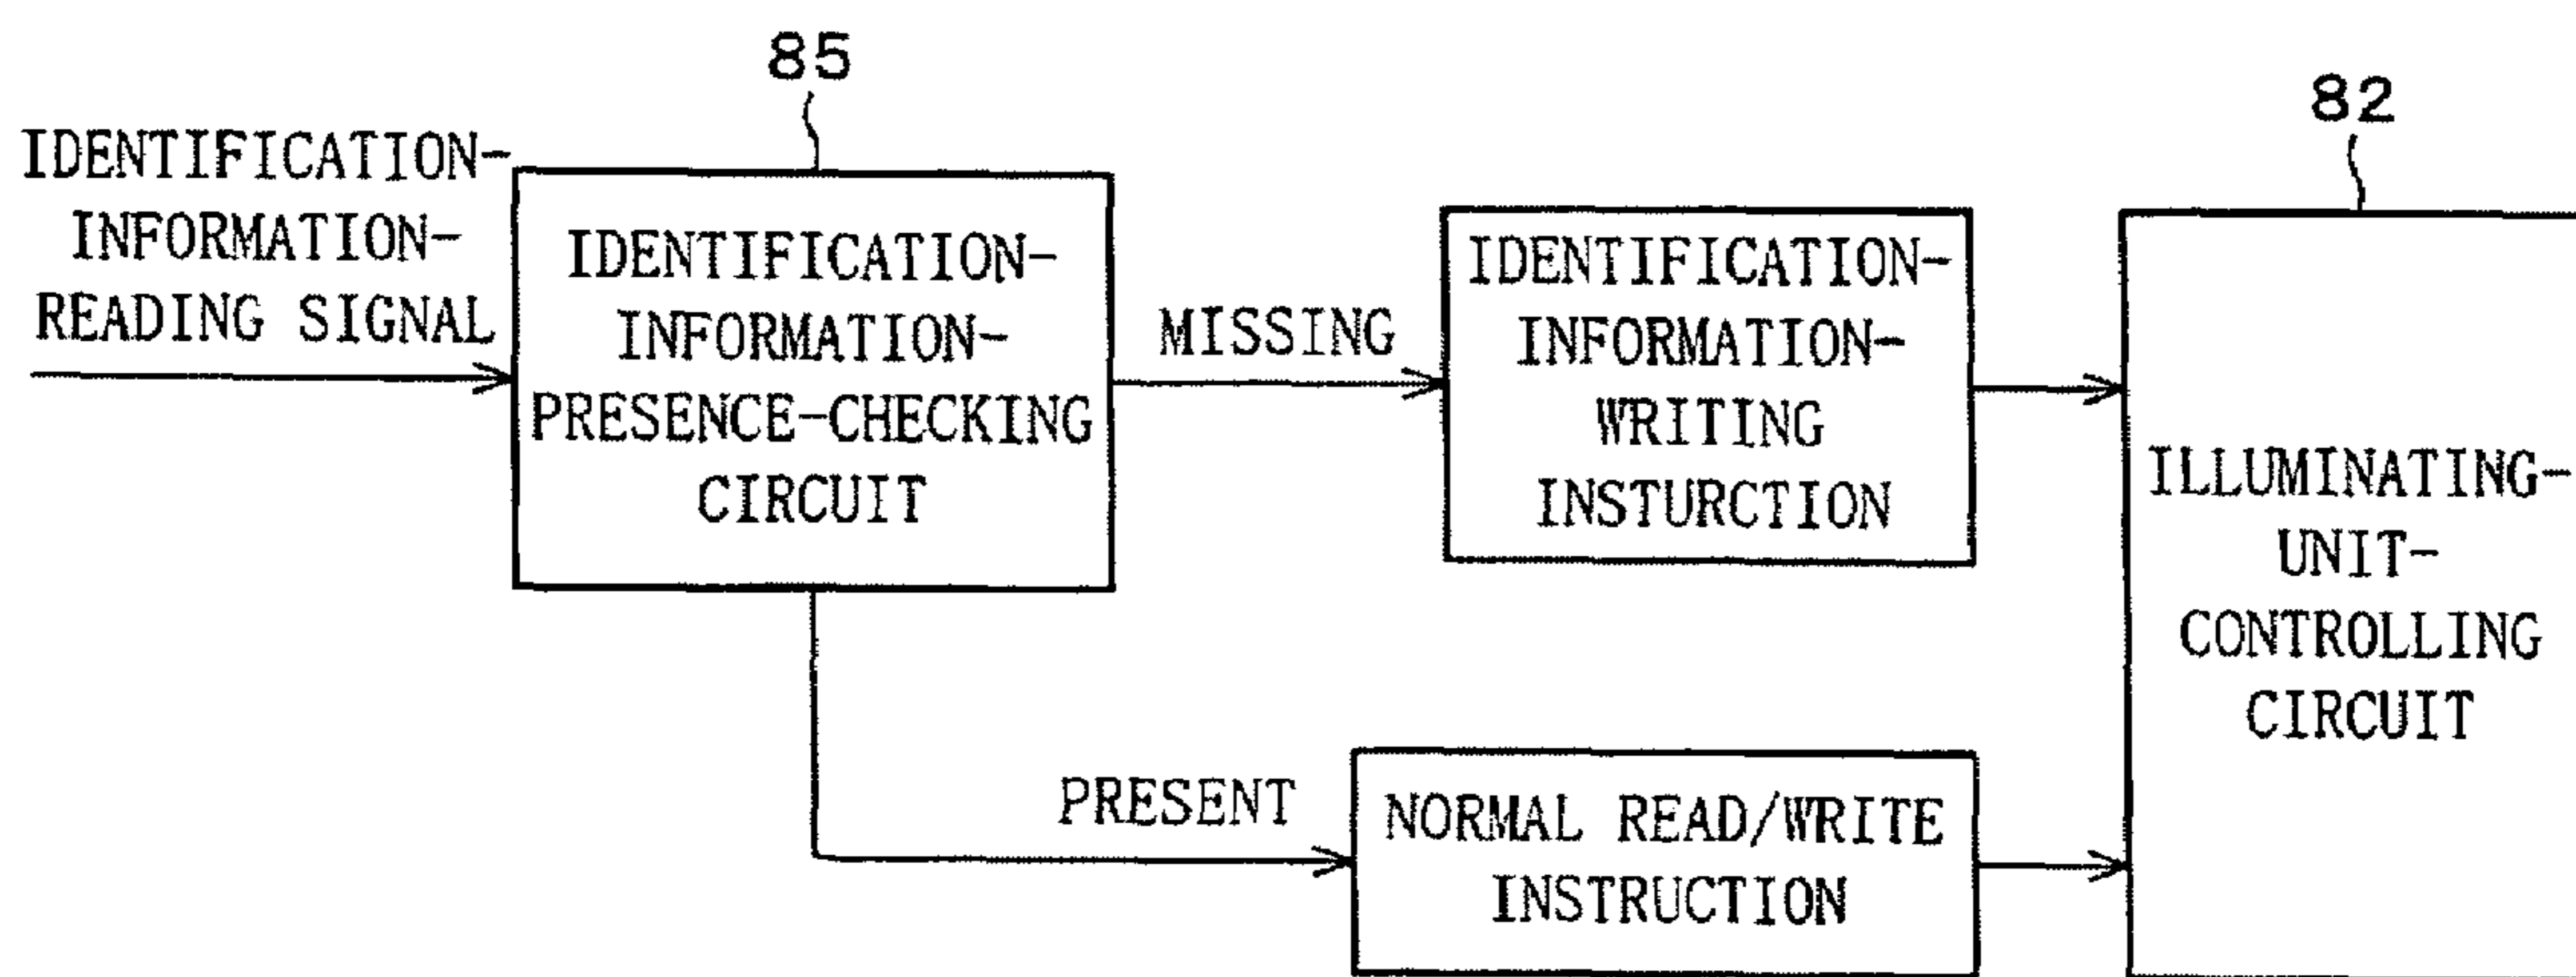 85
82
IDENTIFICATION-
INFORMATION-
READING SIGNAL
IDENTIFICATION-
INFORMATION-
PRESENCE-CHECKING
CIRCUIT
MISSING
IDENTIFICATION-
INFORMATION-
WRITING
INSTURCTION
ILLUMINATING-
UNIT-
CONTROLLING
CIRCUIT
PRESENT
NORMAL READ/WRITE
INSTRUCTION